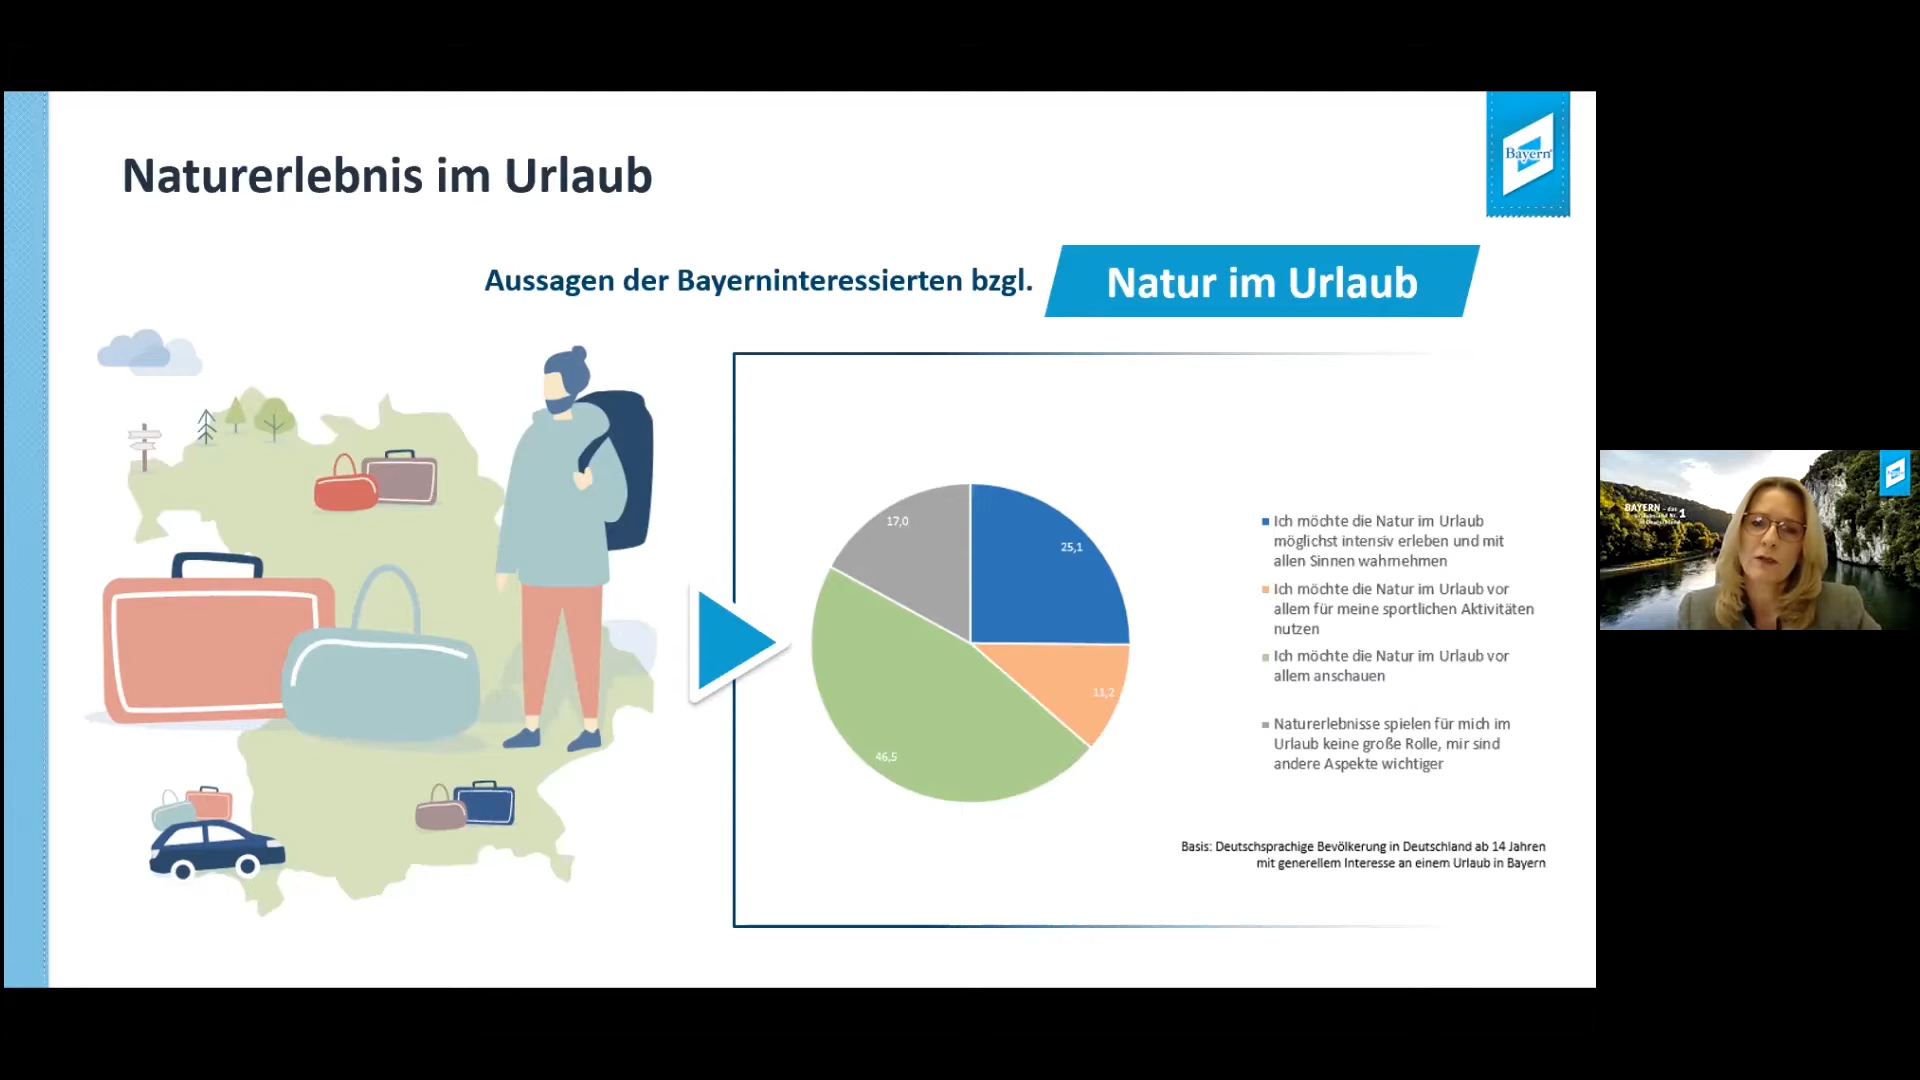 Naturerlebnis im Urlaub
Bayern
Aussagen der Bayerninteressierten bzgl.
Natur im Urlaub
17,0
25,1
11,2
46,5
Ich möchte die Natur im Urlaub
möglichst intensiv erleben und mit
allen Sinnen wahrnehmen
Ich möchte die Natur im Urlaub vor
allem für meine sportlichen Aktivitäten
nutzen
Ich möchte die Natur im Urlaub vor
allem anschauen
Naturerlebnisse spielen für mich im
Urlaub keine große Rolle, mir sind
andere Aspekte wichtiger
Basis: Deutschsprachige Bevölkerung in Deutschland ab 14 Jahren
mit generellem Interesse an einem Urlaub in Bayern
BAYERN – das
1